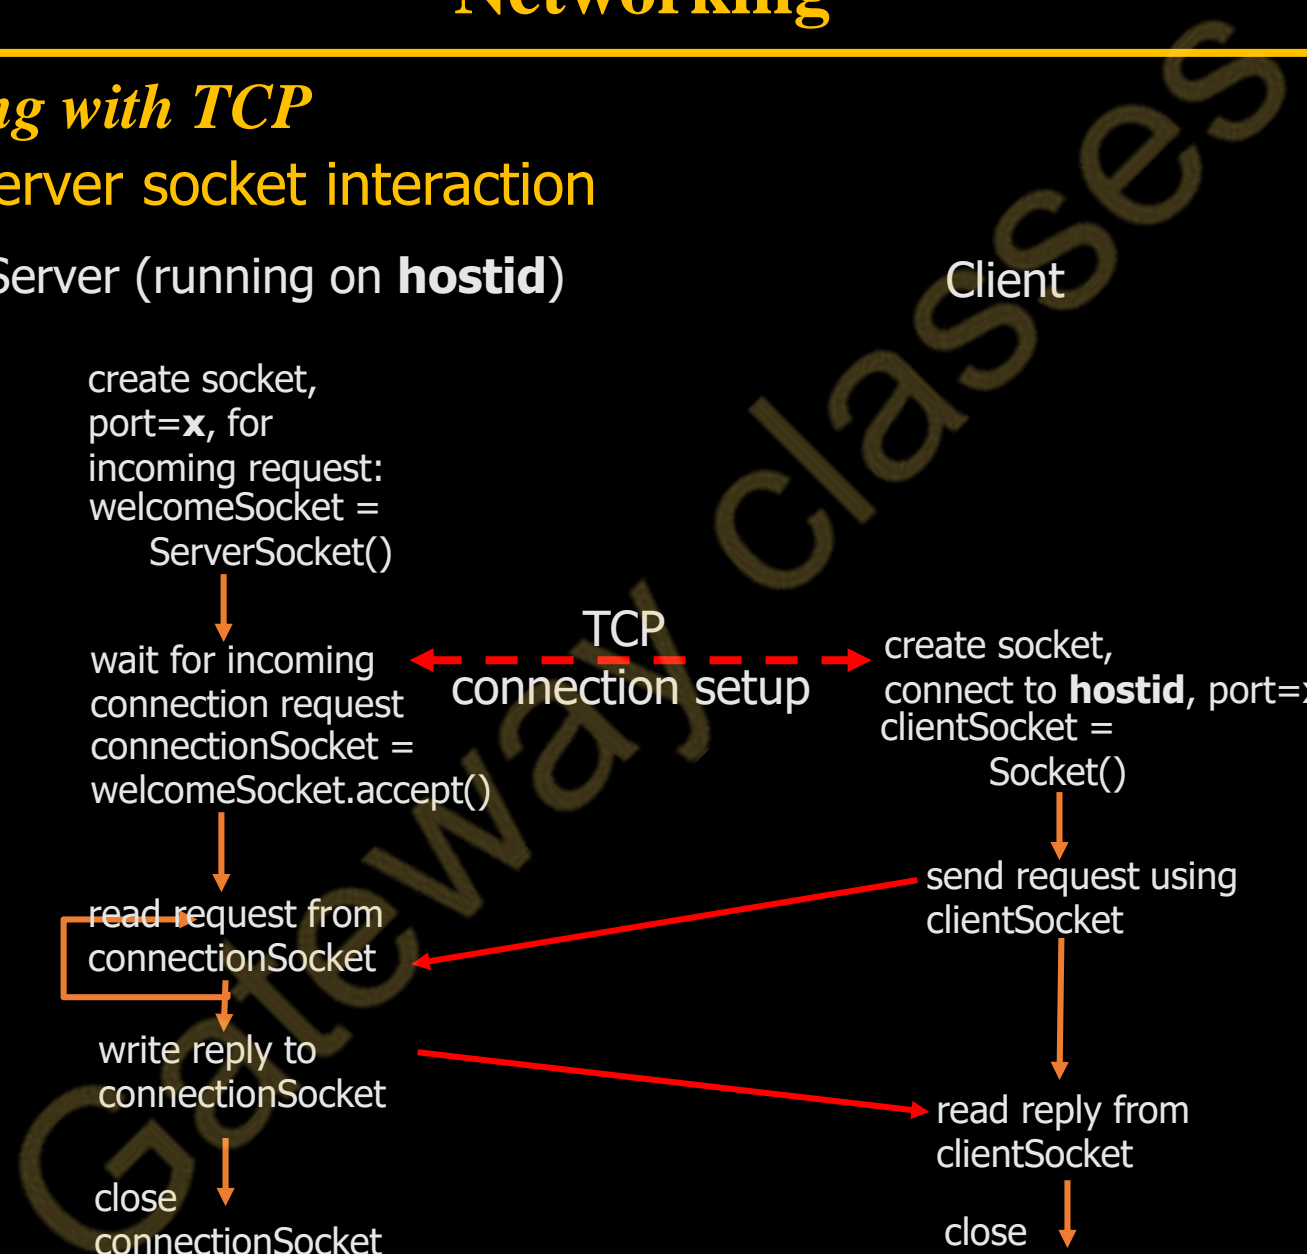 Networking
ng with TCP
erver socket interaction
Server (running on hostid)
Client
create socket,
port=x, for
incoming request:
welcomeSocket =
ServerSocket()
wait for incoming
connection request
connectionSocket =
welcomeSocket.accept()
TCP
connection setup
create socket,
connect to hostid, port=x
clientSocket =
Socket()
send request using
clientSocket
read request from
connectionSocket
write reply to
connectionSocket
read reply from
clientSocket
close
connectionSocket
close
Gateway classes